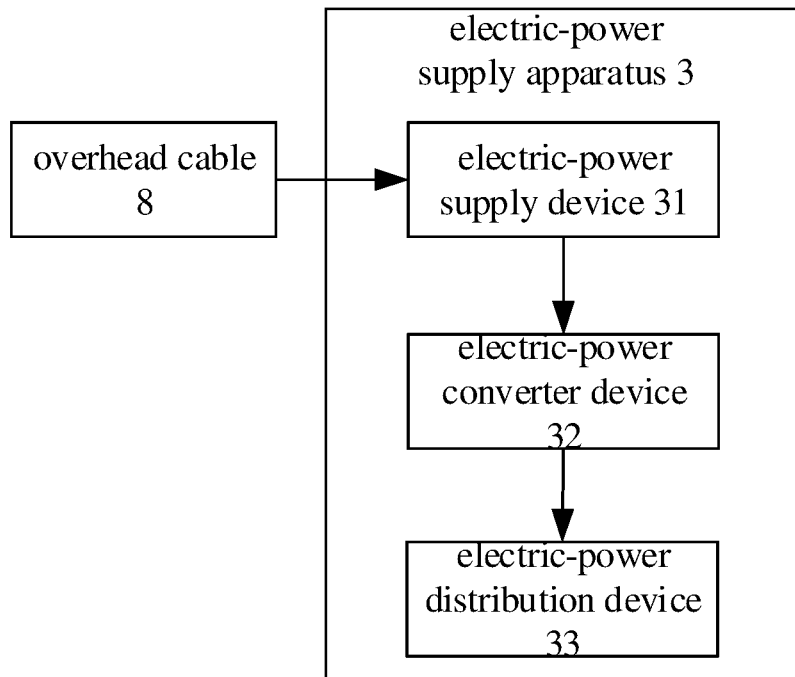 electric-power
supply apparatus 3
overhead cable
8
electric-power
supply device 31
electric-power
converter device
32
electric-power
distribution device
33